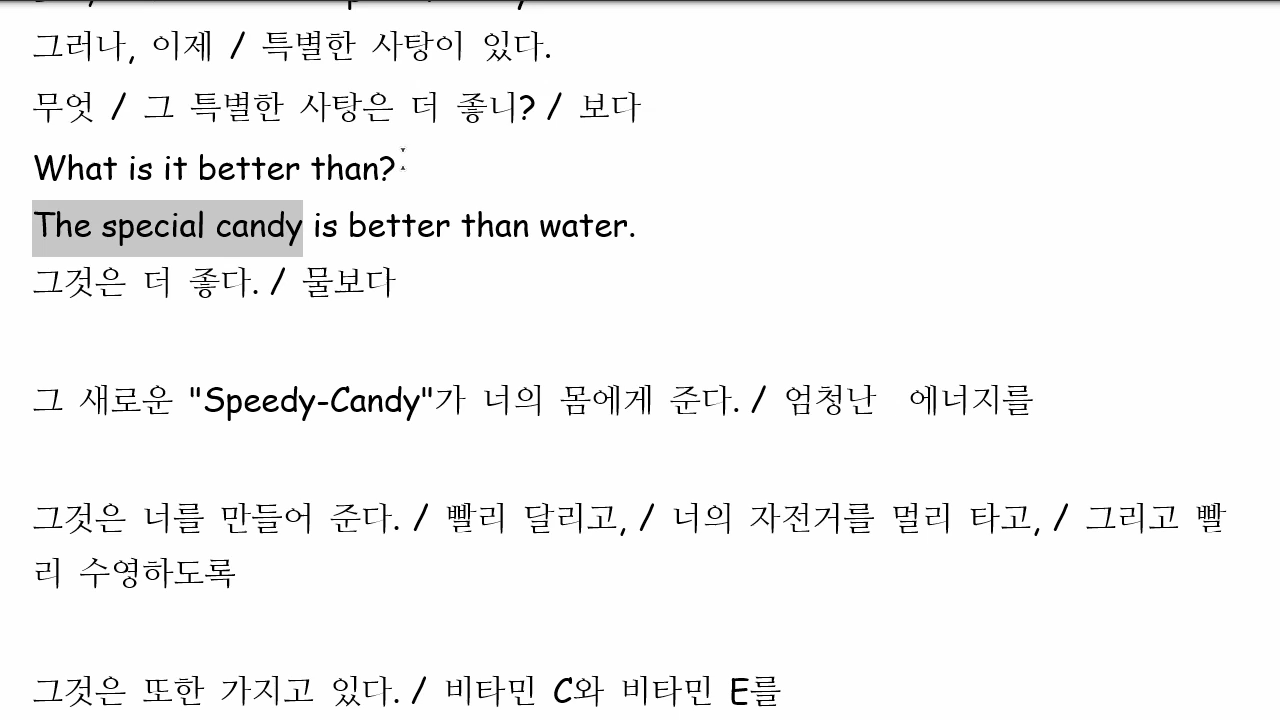 그러나, 이제 / 특별한 사탕이 있다.
무엇 / 그 특별한 사탕은 더 좋니? / 보다
What is it better than?
The special candy is better than water.
그것은 더 좋다. / 물보다
그 새로운 "Speedy-Candy"가 너의 몸에게 준다. / 엄청난 에너지를
그것은 너를 만들어 준다. / 빨리 달리고, / 너의 자전거를 멀리 타고, / 그리고 빨
리 수영하도록
그것은 또한 가지고 있다. / 비타민 C와 비타민 E를